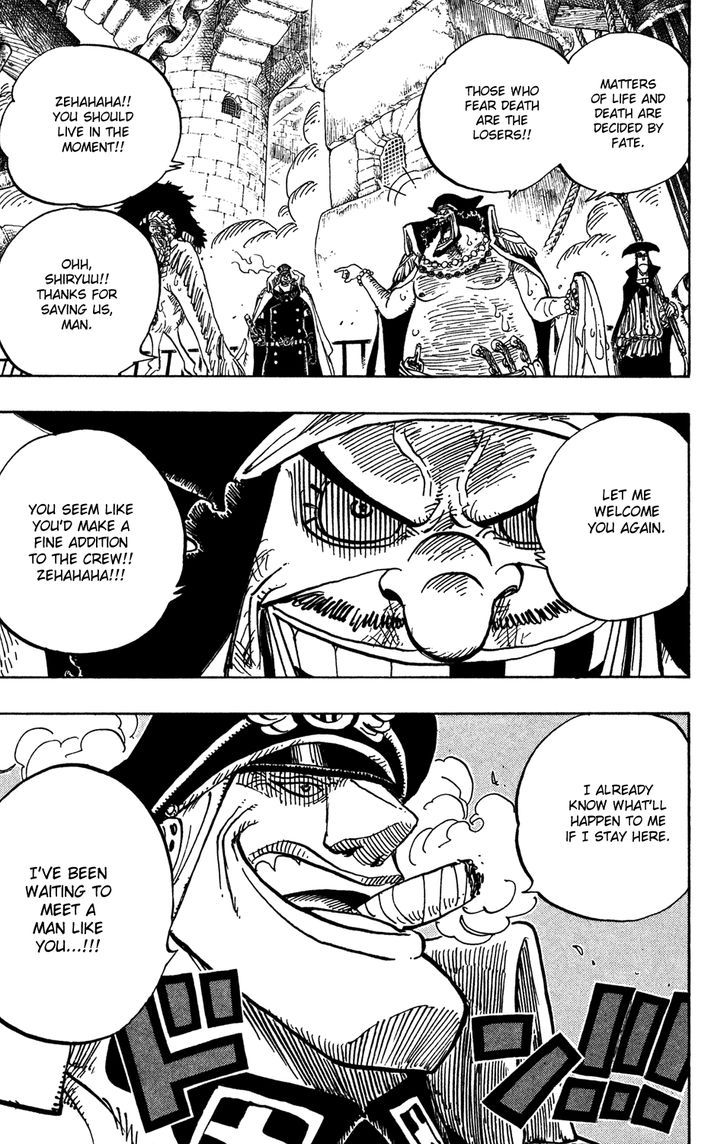 MATTERS
OF LIFE AND
DEATH ARE
DECIDED BY
FATE.
THOSE WHO
FEAR DEATH
ARE THE
LOSERS!!
ZEHAHAHA!!
YOU SHOULD
LIVE IN THE
MOMENT!!
OHH,
SHIRYUU!!
THANKS FOR
SAVING US,
MAN.
LET ME
WELCOME
YOU AGAIN.
YOU SEEM LIKE
YOU'D MAKE A
FINE ADDITION
TO THE CREW!!
ZEHAHAHA!!!
I ALREADY
KNOW WHAT'LL
HAPPEN TO ME
IF I STAY HERE.
I'VE BEEN
WAITING TO
MEET A
MAN LIKE
YOU...!!!
ドン!!!